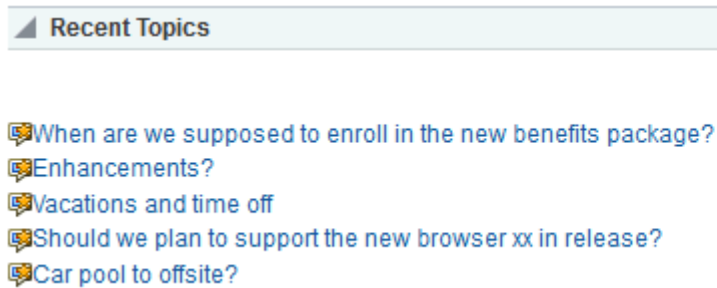 Recent Topics
When are we supposed to enroll in the new benefits package?
Enhancements?
Vacations and time off
Should we plan to support the new browser xx in release?
Car pool to offsite?